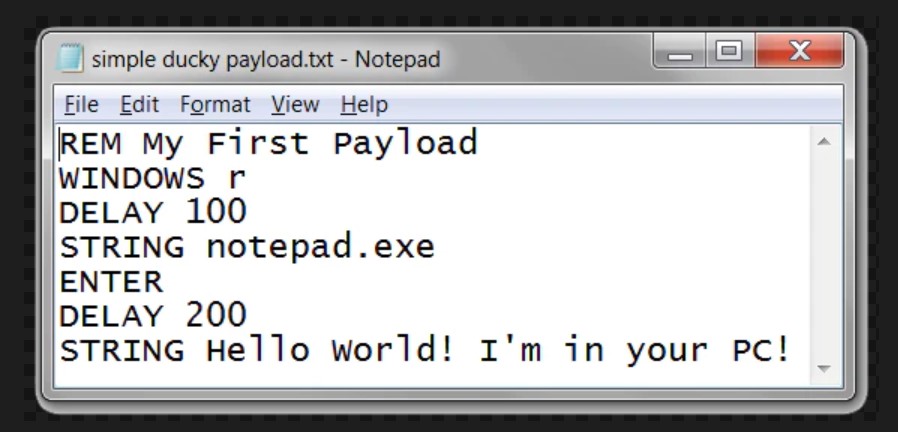 simple ducky payload.txt - Notepad
File Edit Format View Help
REM My First Payload
WINDOWS r
DELAY 100
STRING notepad.exe
ENTER
DELAY 200
STRING Hello World! I'm in your PC!